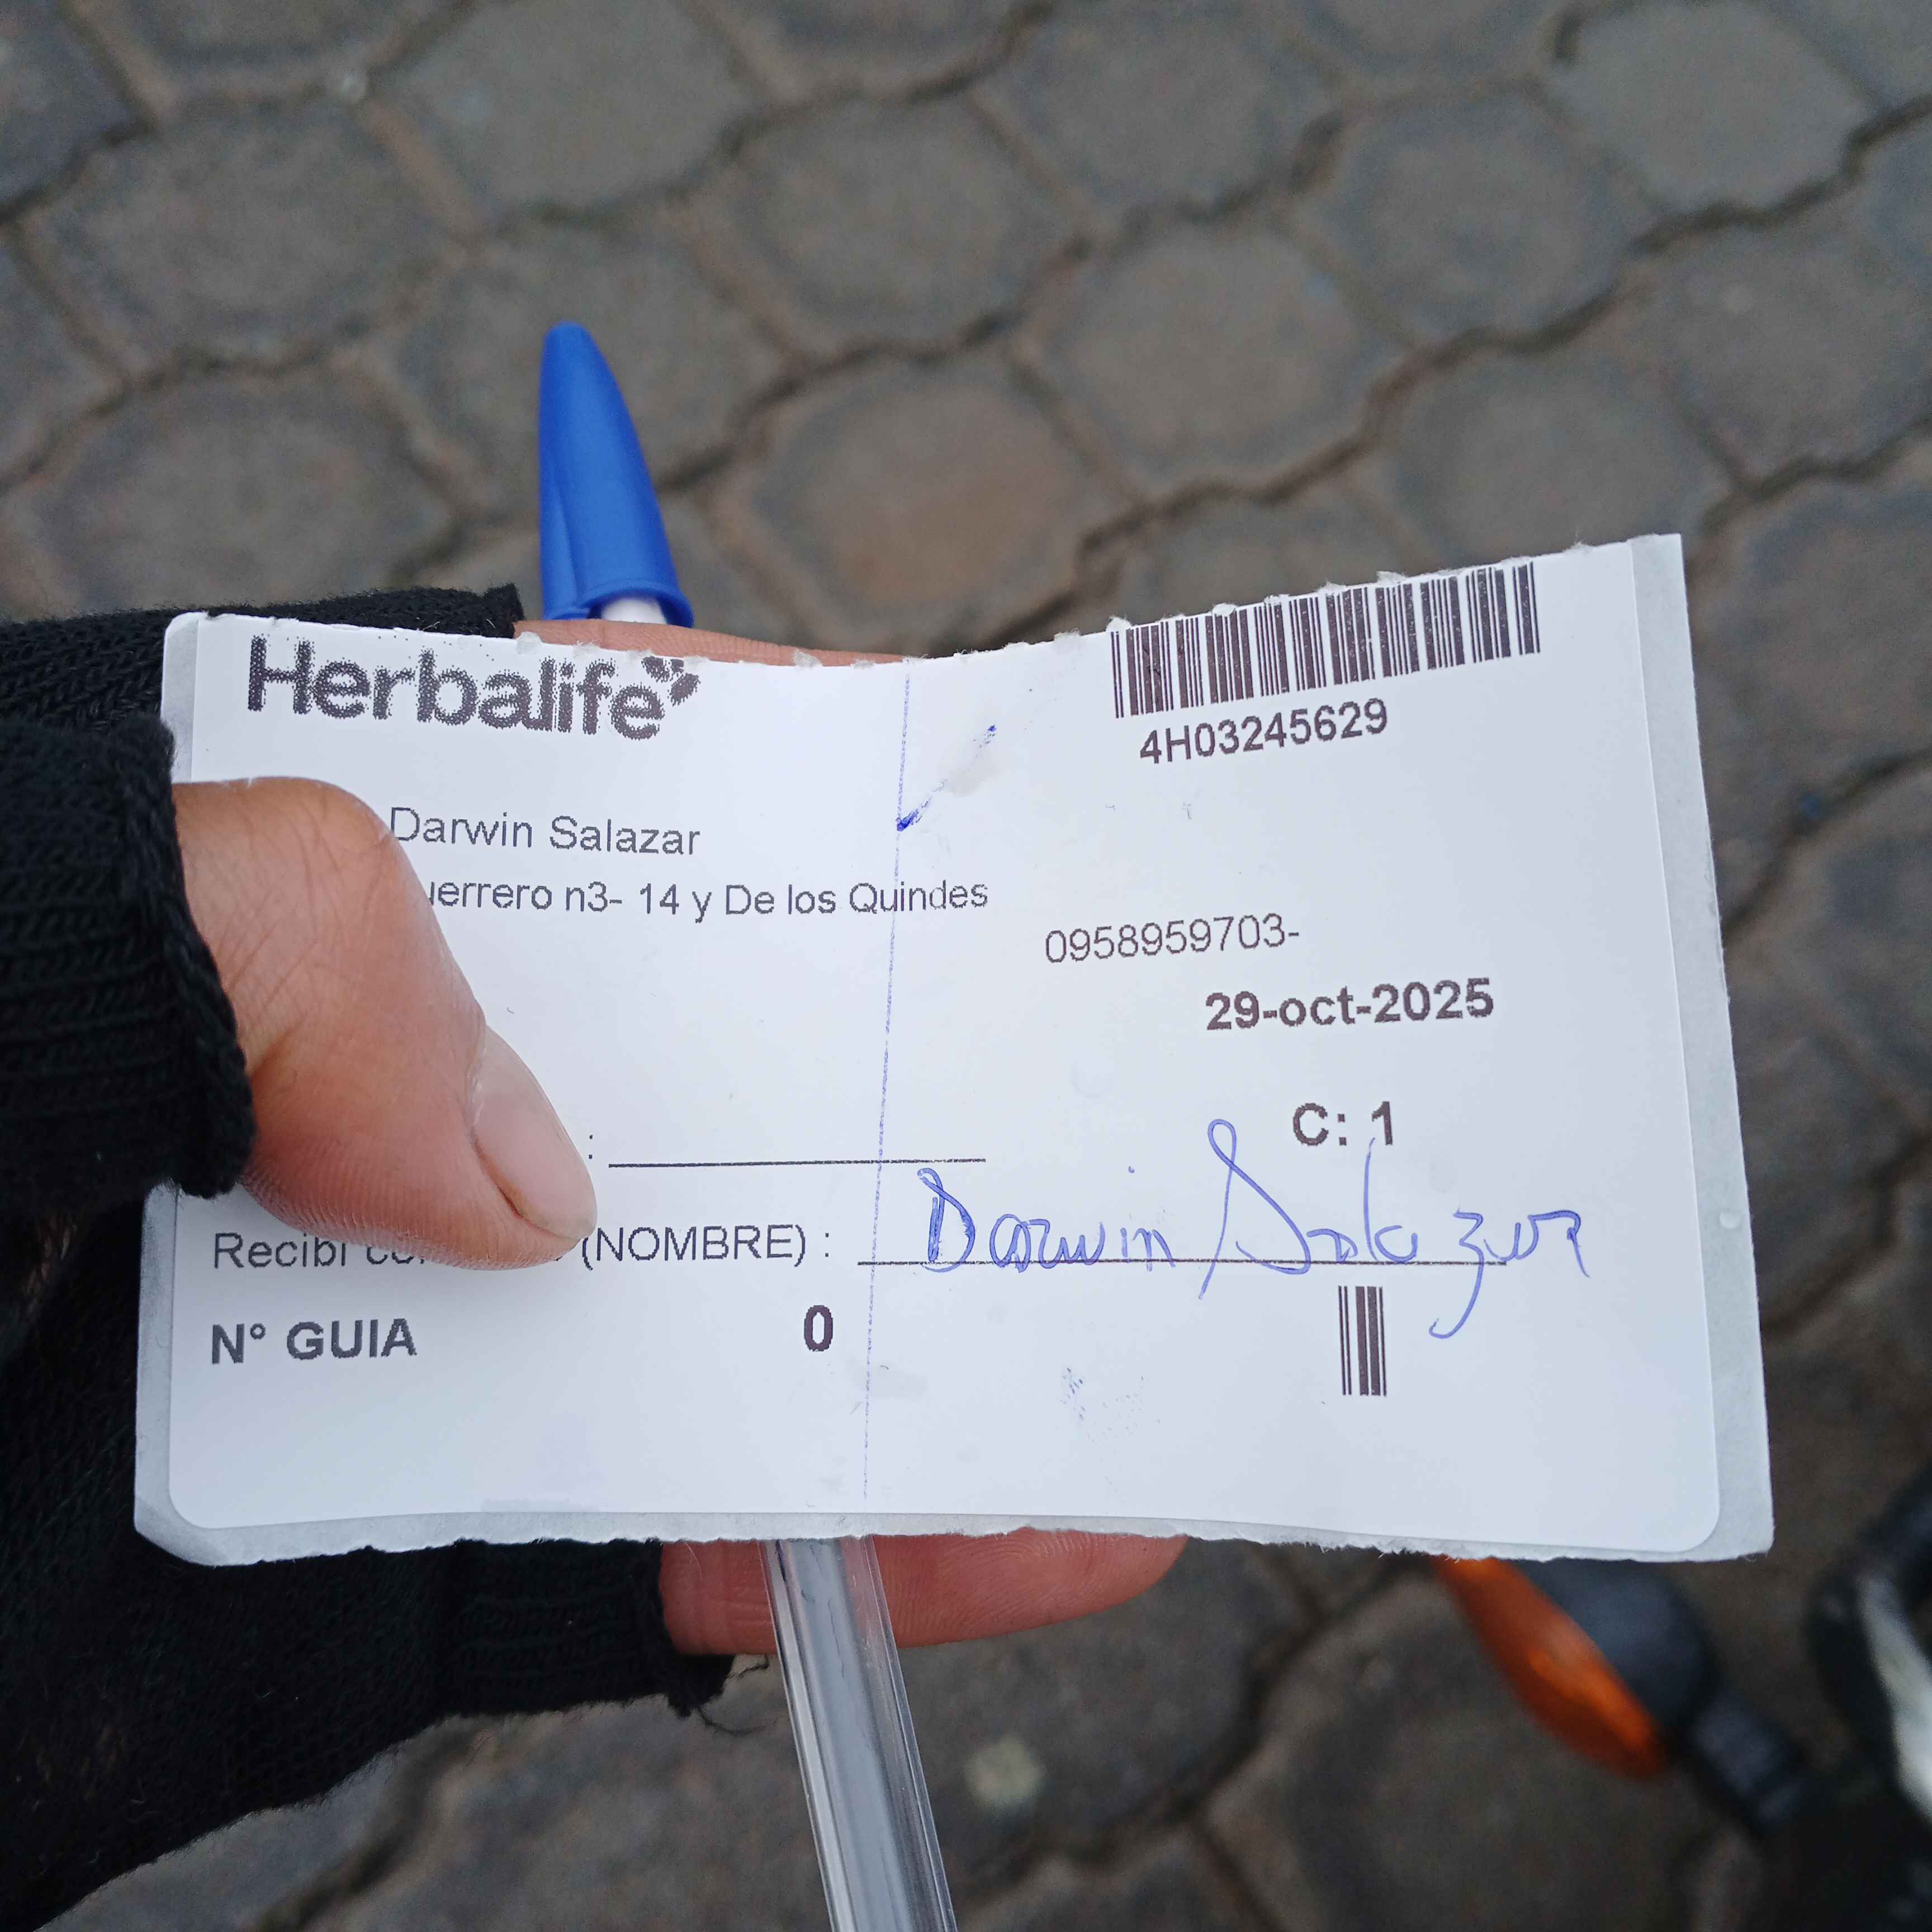 Herbalife
4H03245629
Darwin Salazar
uerrero n3- 14 y De los Quindes
0958959703-
29-oct-2025
C: 1
:
Recibi (NOMBRE) : Darwin Salazar
N° GUIA 0